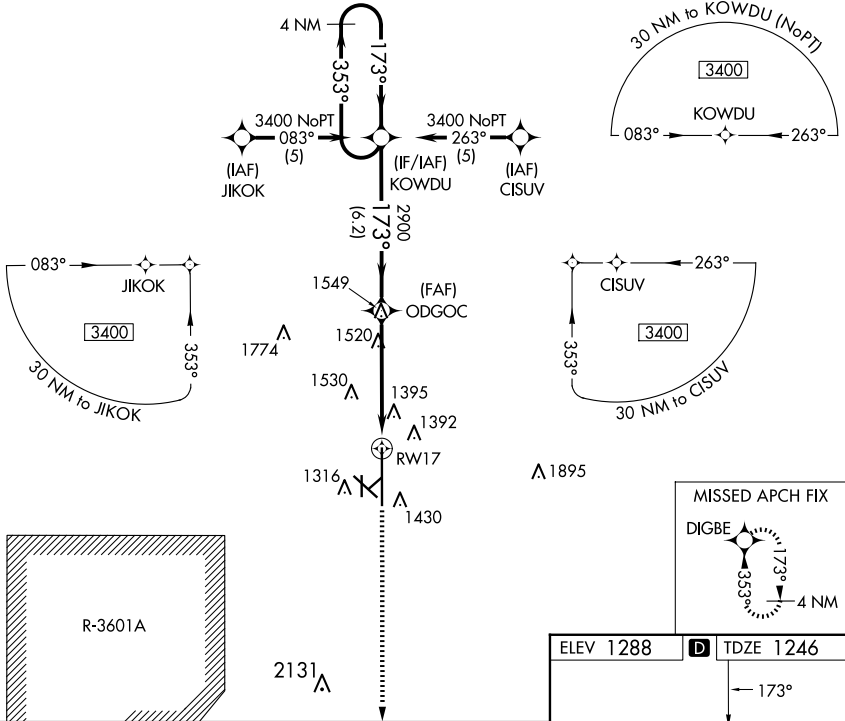 4 NM
353°
173°
3400 NoPT
083°
(5)
(IAF)
JIKOK
(IF/IAF)
KOWDU
3400 NoPT
263°
(5)
(IAF)
CISUV
30 NM to KOWDU (NoPT)
3400
KOWDU
083°
263°
2900
173°
(6.2)
083°
JIKOK
3400
353°
30 NM to JIKOK
1549
(FAF)
ODGOC
1774
1520
1530
1395
1392
RW17
1316
1430
263°
CISUV
3400
353°
30 NM to CISUV
1895
R-3601A
2131
MISSED APCH FIX
DIGBE
353°
173°
4 NM
ELEV 1288 D TDZE 1246
173°